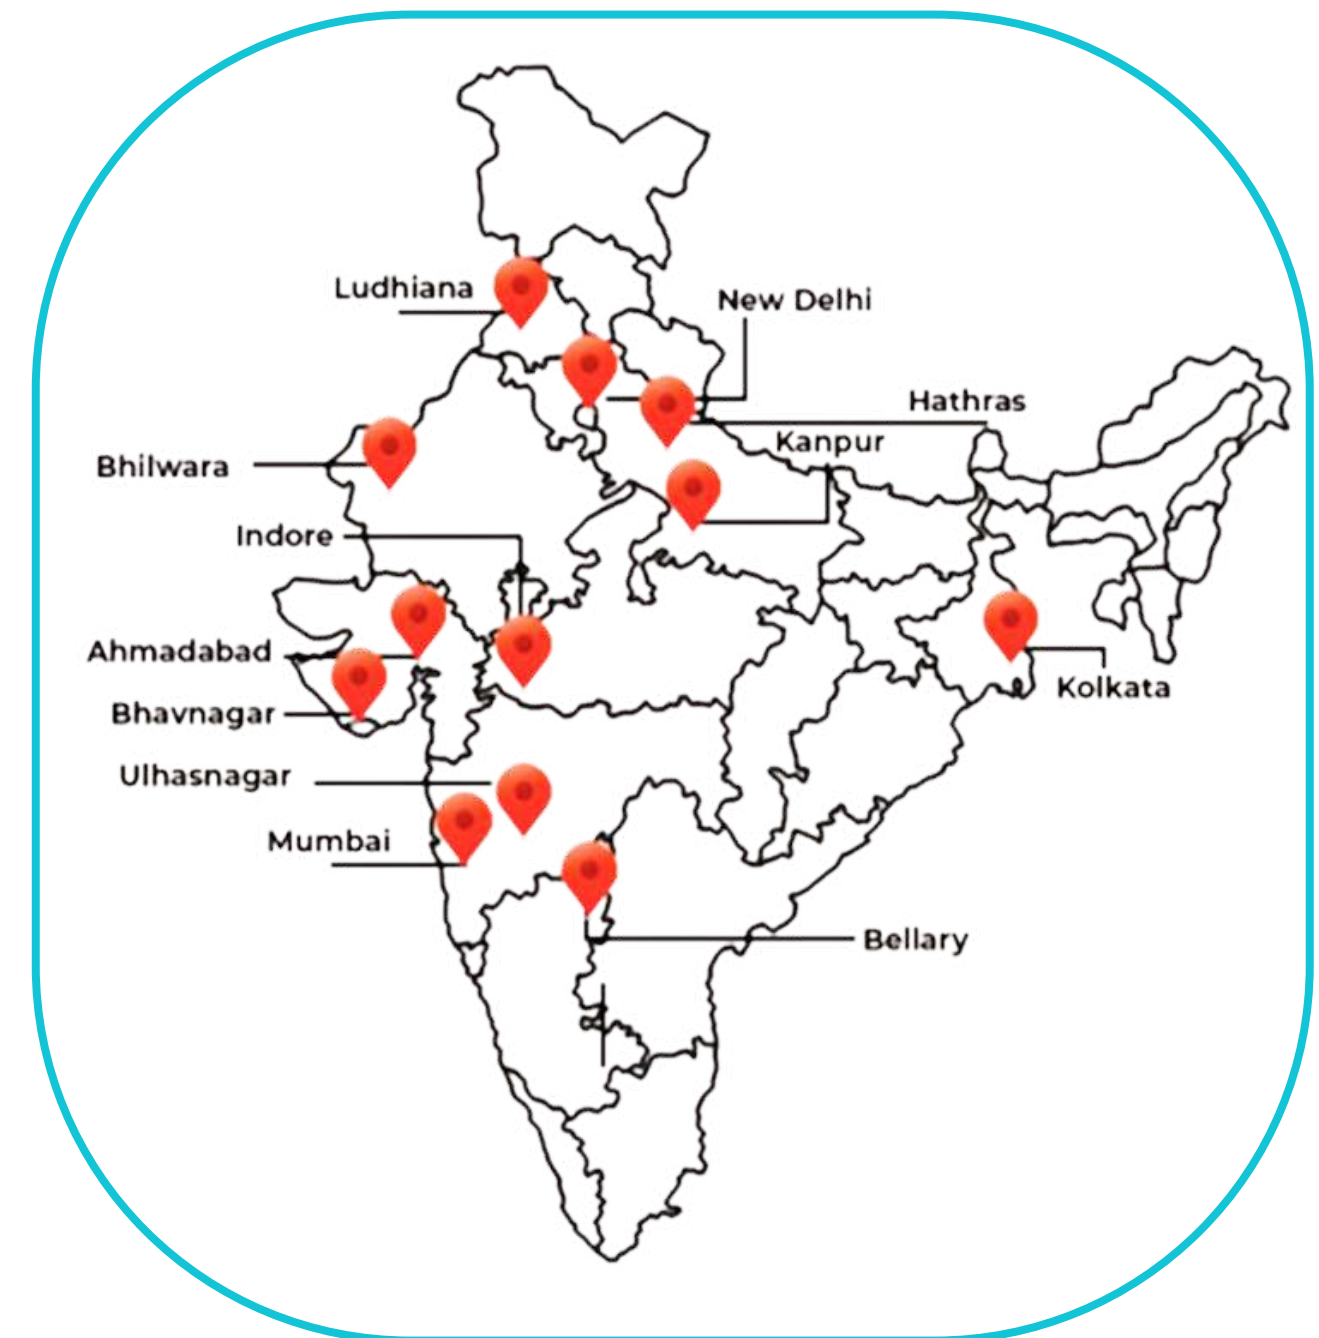 Ludhiana
New Delhi
Hathras
Kanpur
Bhilwara
Indore
Ahmadabad
Kolkata
Bhavnagar
Ulhasnagar
Mumbai
Bellary